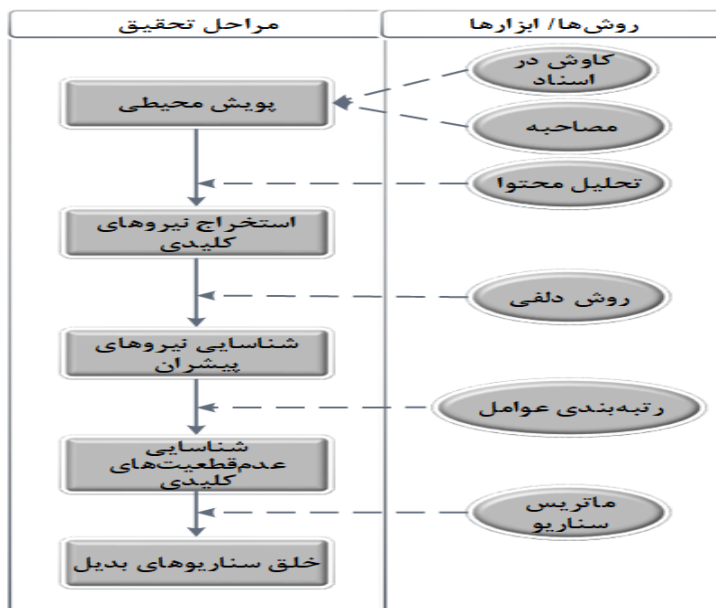 روش‌ها/ ابزارها
مراحل تحقیق
کاوش در
اسناد
پویش محیطی
مصاحبه
تحلیل محتوا
استخراج نیروهای
کلیدی
روش دلفی
شناسایی نیروهای
پیشران
رتبه‌بندی عوامل
شناسایی
عدم‌قطعیت‌های
کلیدی
ماتریس
سناریو
خلق سناریوهای بدیل